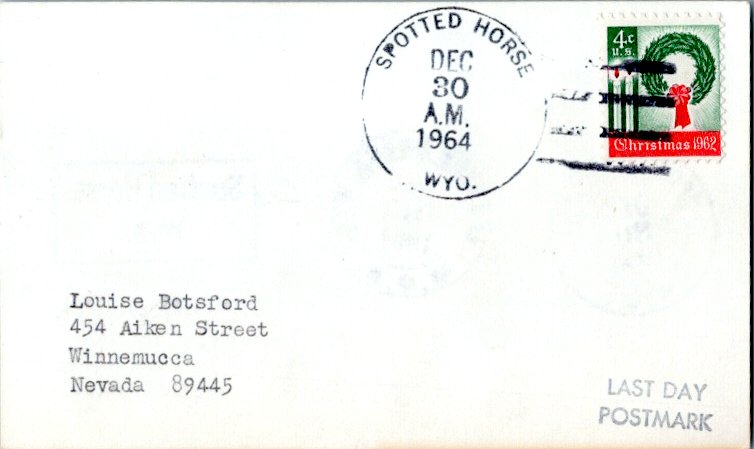 SPOTTED HORSE
DEC
30
A.M.
1964
WYO.
4c
u.s.
Christmas 1962
Louise Botsford
454 Aiken Street
Winnemucca
Nevada 89445
LAST DAY
POSTMARK